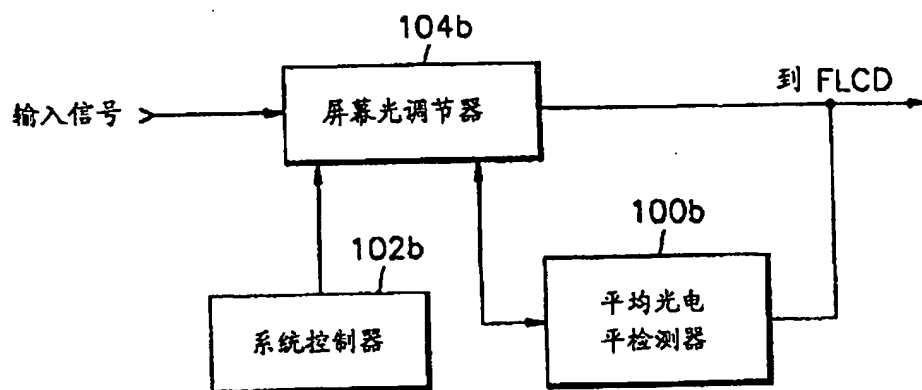 104b
到 FLCD
输入信号
屏幕光调节器
100b
102b
平均光电
平检测器
系统控制器